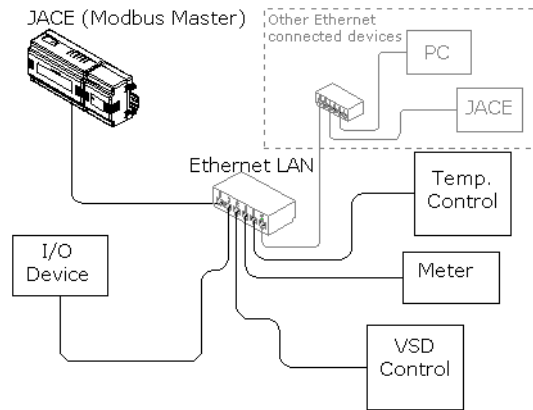 JACE (Modbus Master)
Other Ethernet
connected devices
PC
JACE
Ethernet LAN
Temp.
Control
I/O
Device
Meter
VSD
Control